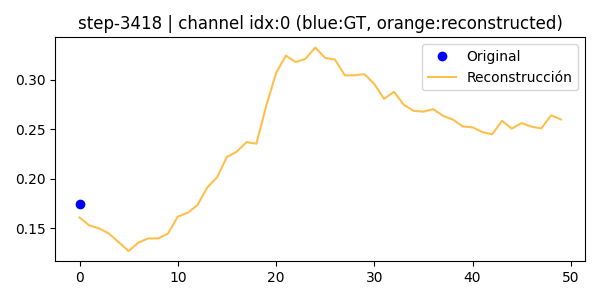 step-3418 | channel idx:0 (blue:GT, orange:reconstructed)
Original
Reconstrucción
0.30
0.25
0.20
0.15
0 10 20 30 40 50